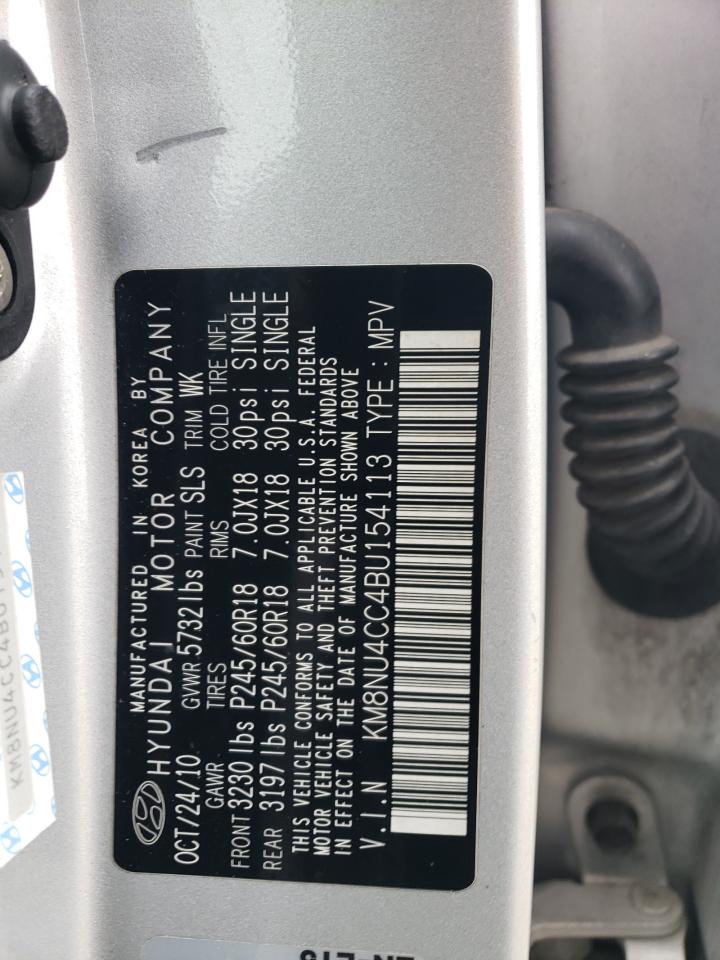 MANUFACTURED IN KOREA BY
HYUNDAI MOTOR COMPANY
OCT/24/10 GVWR 5732 lbs PAINT SLS TRIM WK
GAWR TIRES RIMS COLD TIRE INFL
FRONT 3230 lbs P245/60R18 7.0JX18 30psi SINGLE
REAR 3197 lbs P245/60R18 7.0JX18 30psi SINGLE
THIS VEHICLE CONFORMS TO ALL APPLICABLE U.S.A. FEDERAL
MOTOR VEHICLE SAFETY AND THEFT PREVENTION STANDARDS
IN EFFECT ON THE DATE OF MANUFACTURE SHOWN ABOVE
V.I.N KM8NU4CC4BU154113 TYPE : MPV
KM8NU4CC4BU15